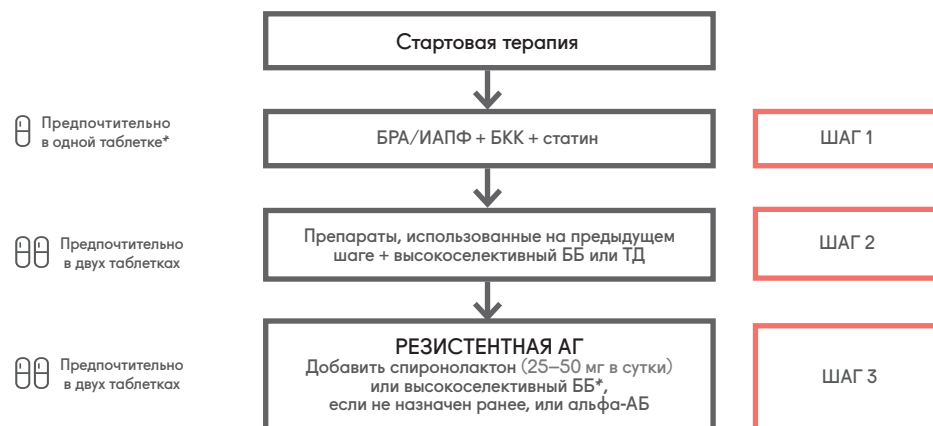 Стартовая терапия
Предпочтительно
в одной таблетке*
БРА/ИАПФ + БКК + статин
ШАГ 1
Предпочтительно
в двух таблетках
Препараты, использованные на предыдущем
шаге + высокоселективный ББ или ТД
ШАГ 2
Предпочтительно
в двух таблетках
РЕЗИСТЕНТНАЯ АГ
Добавить спиронолактон (25–50 мг в сутки)
или высокоселективный ББ*,
если не назначен ранее, или альфа-АБ
ШАГ 3